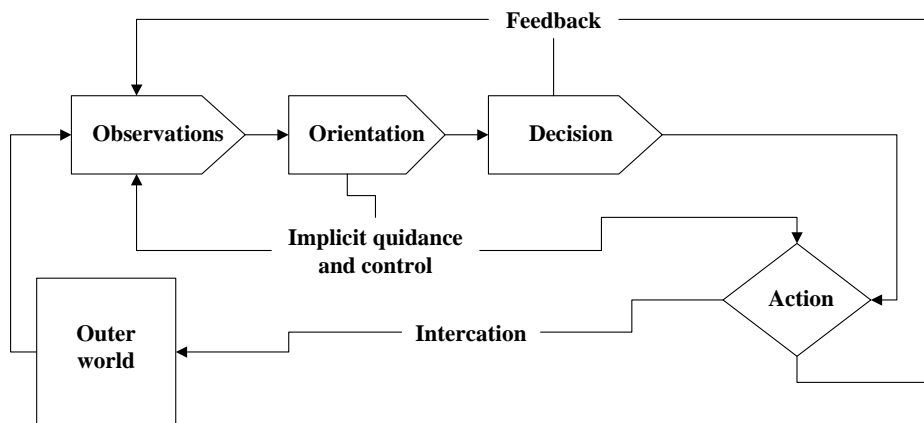 Feedback
Observations
Orientation
Decision
Implicit quidance
and control
Action
Outer
world
Intercation